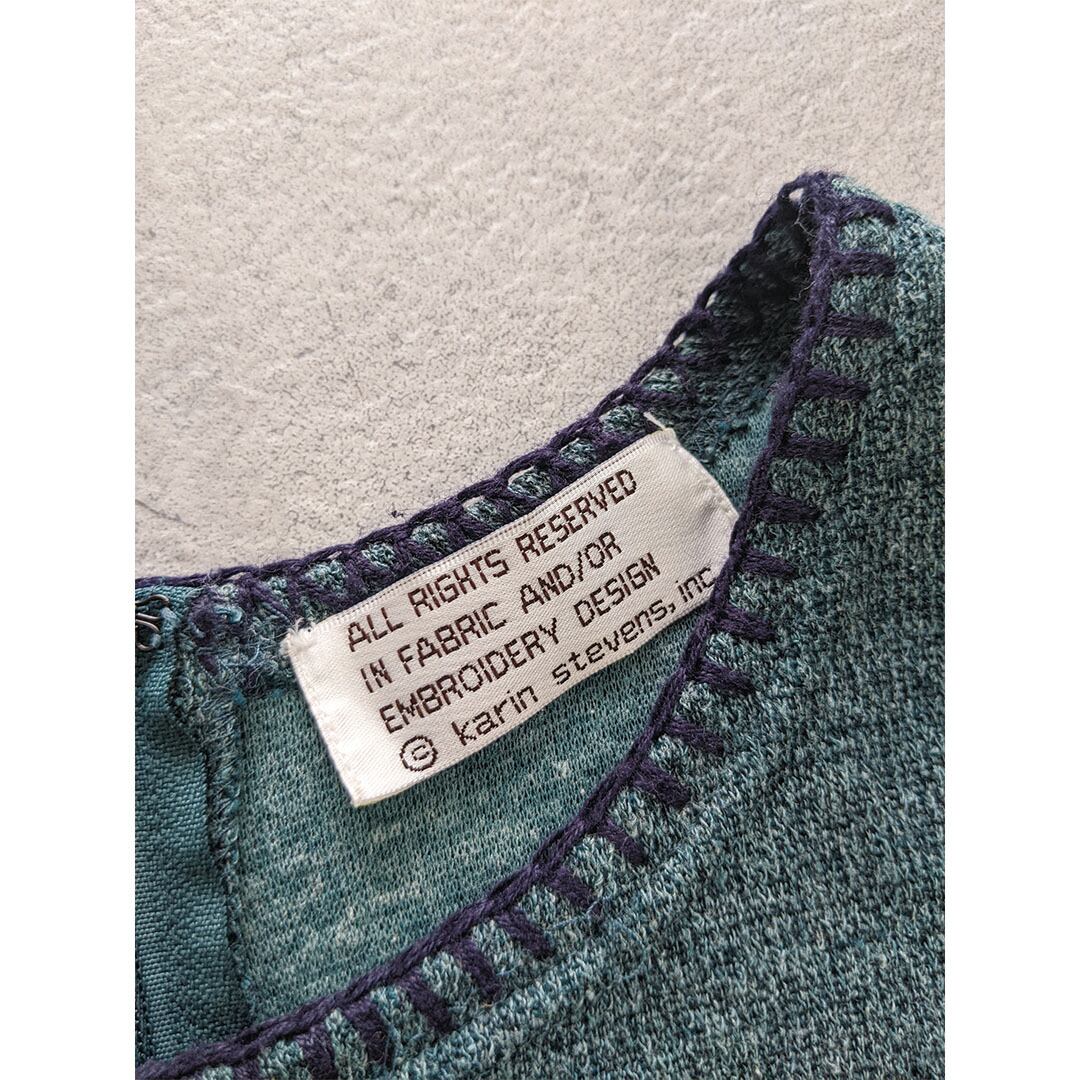 ALL RIGHTS RESERVED
IN FABRIC AND/OR
EMBROIDERY DESIGN
© karin stevens, inc